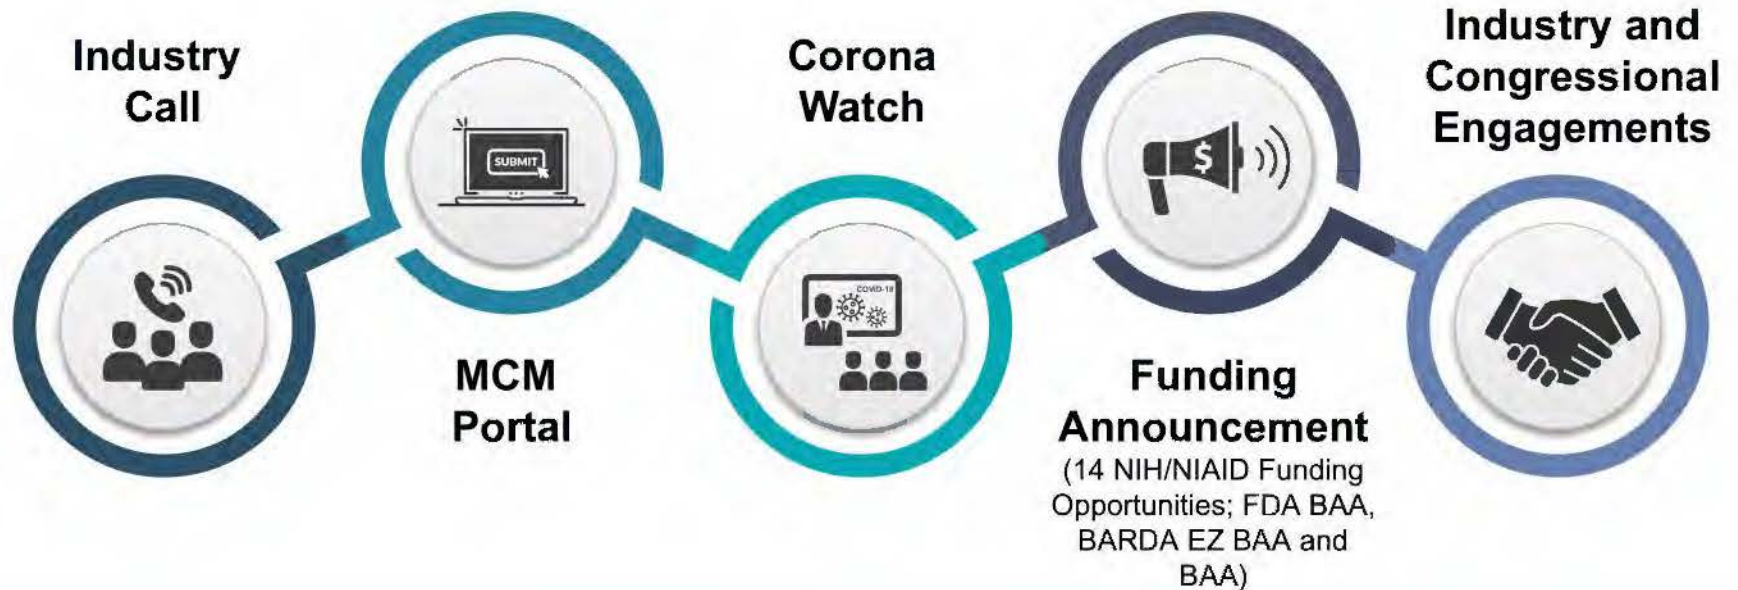 Industry
Call
SUBMIT
MCM
Portal
Corona
Watch
COVID-19
$
Funding
Announcement
(14 NIH/NIAID Funding
Opportunities; FDA BAA,
BARDA EZ BAA and
BAA)
Industry and
Congressional
Engagements